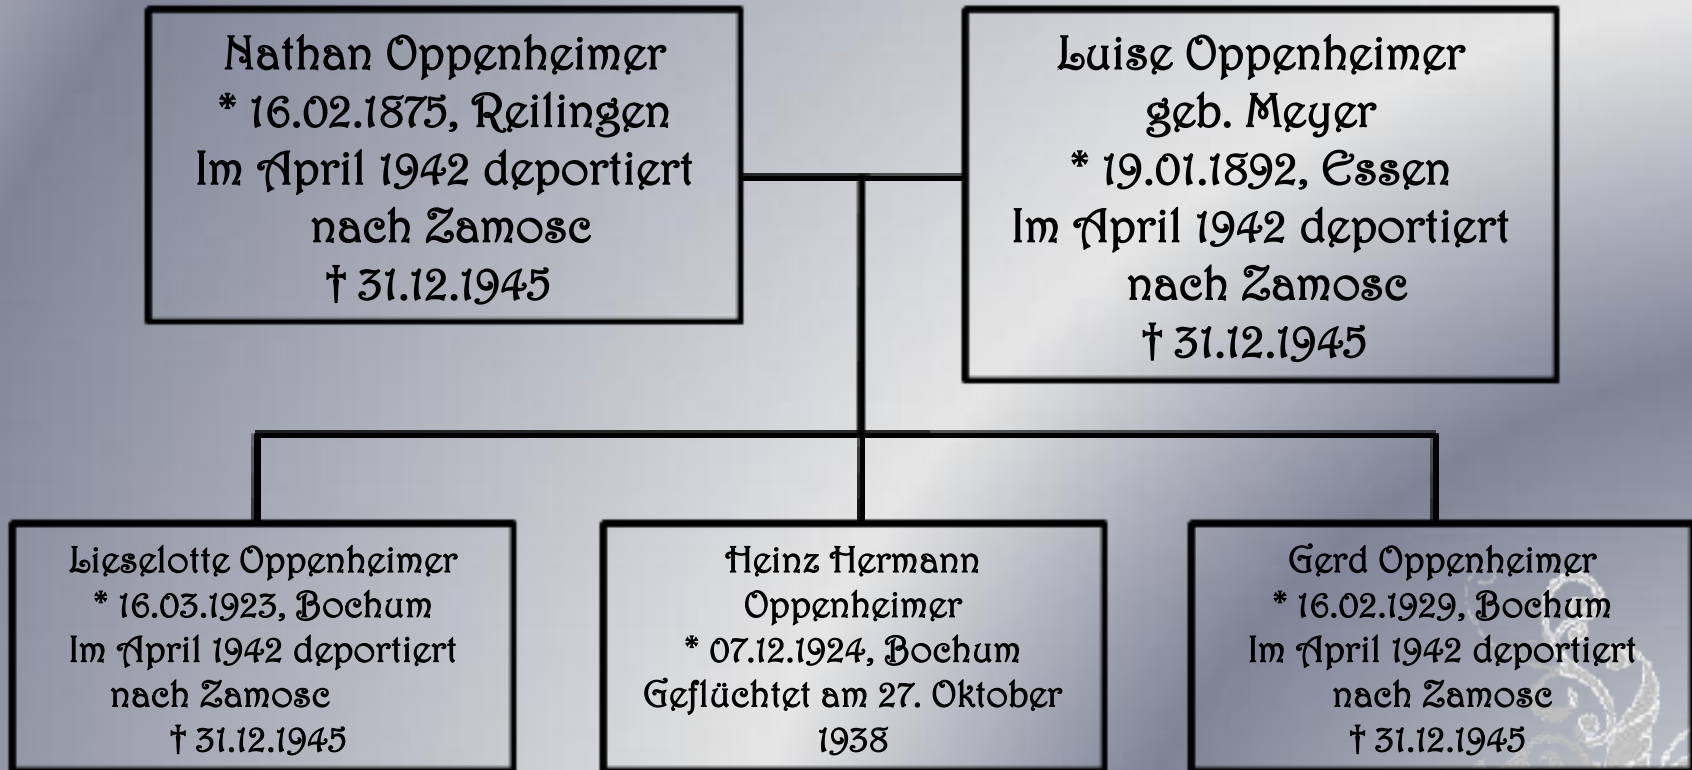 Nathan Oppenheimer
* 16.02.1875, Reilingen
Im April 1942 deportiert
nach Zamosc
† 31.12.1945
Luise Oppenheimer
geb. Meyer
* 19.01.1892, Essen
Im April 1942 deportiert
nach Zamosc
† 31.12.1945
Lieselotte Oppenheimer
* 16.03.1923, Bochum
Im April 1942 deportiert
nach Zamosc
† 31.12.1945
Heinz Hermann
Oppenheimer
* 07.12.1924, Bochum
Geflüchtet am 27. Oktober
1938
Gerd Oppenheimer
* 16.02.1929, Bochum
Im April 1942 deportiert
nach Zamosc
† 31.12.1945